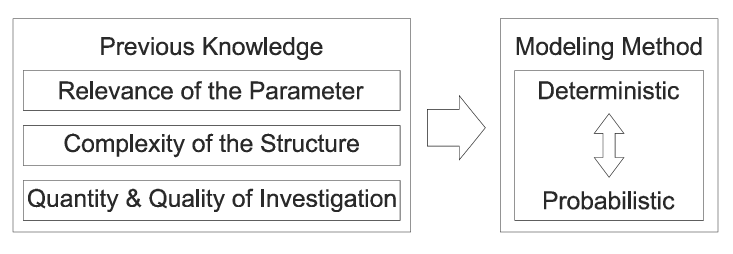 Previous Knowledge
Relevance of the Parameter
Complexity of the Structure
Quantity & Quality of Investigation
Modeling Method
Deterministic
Probabilistic